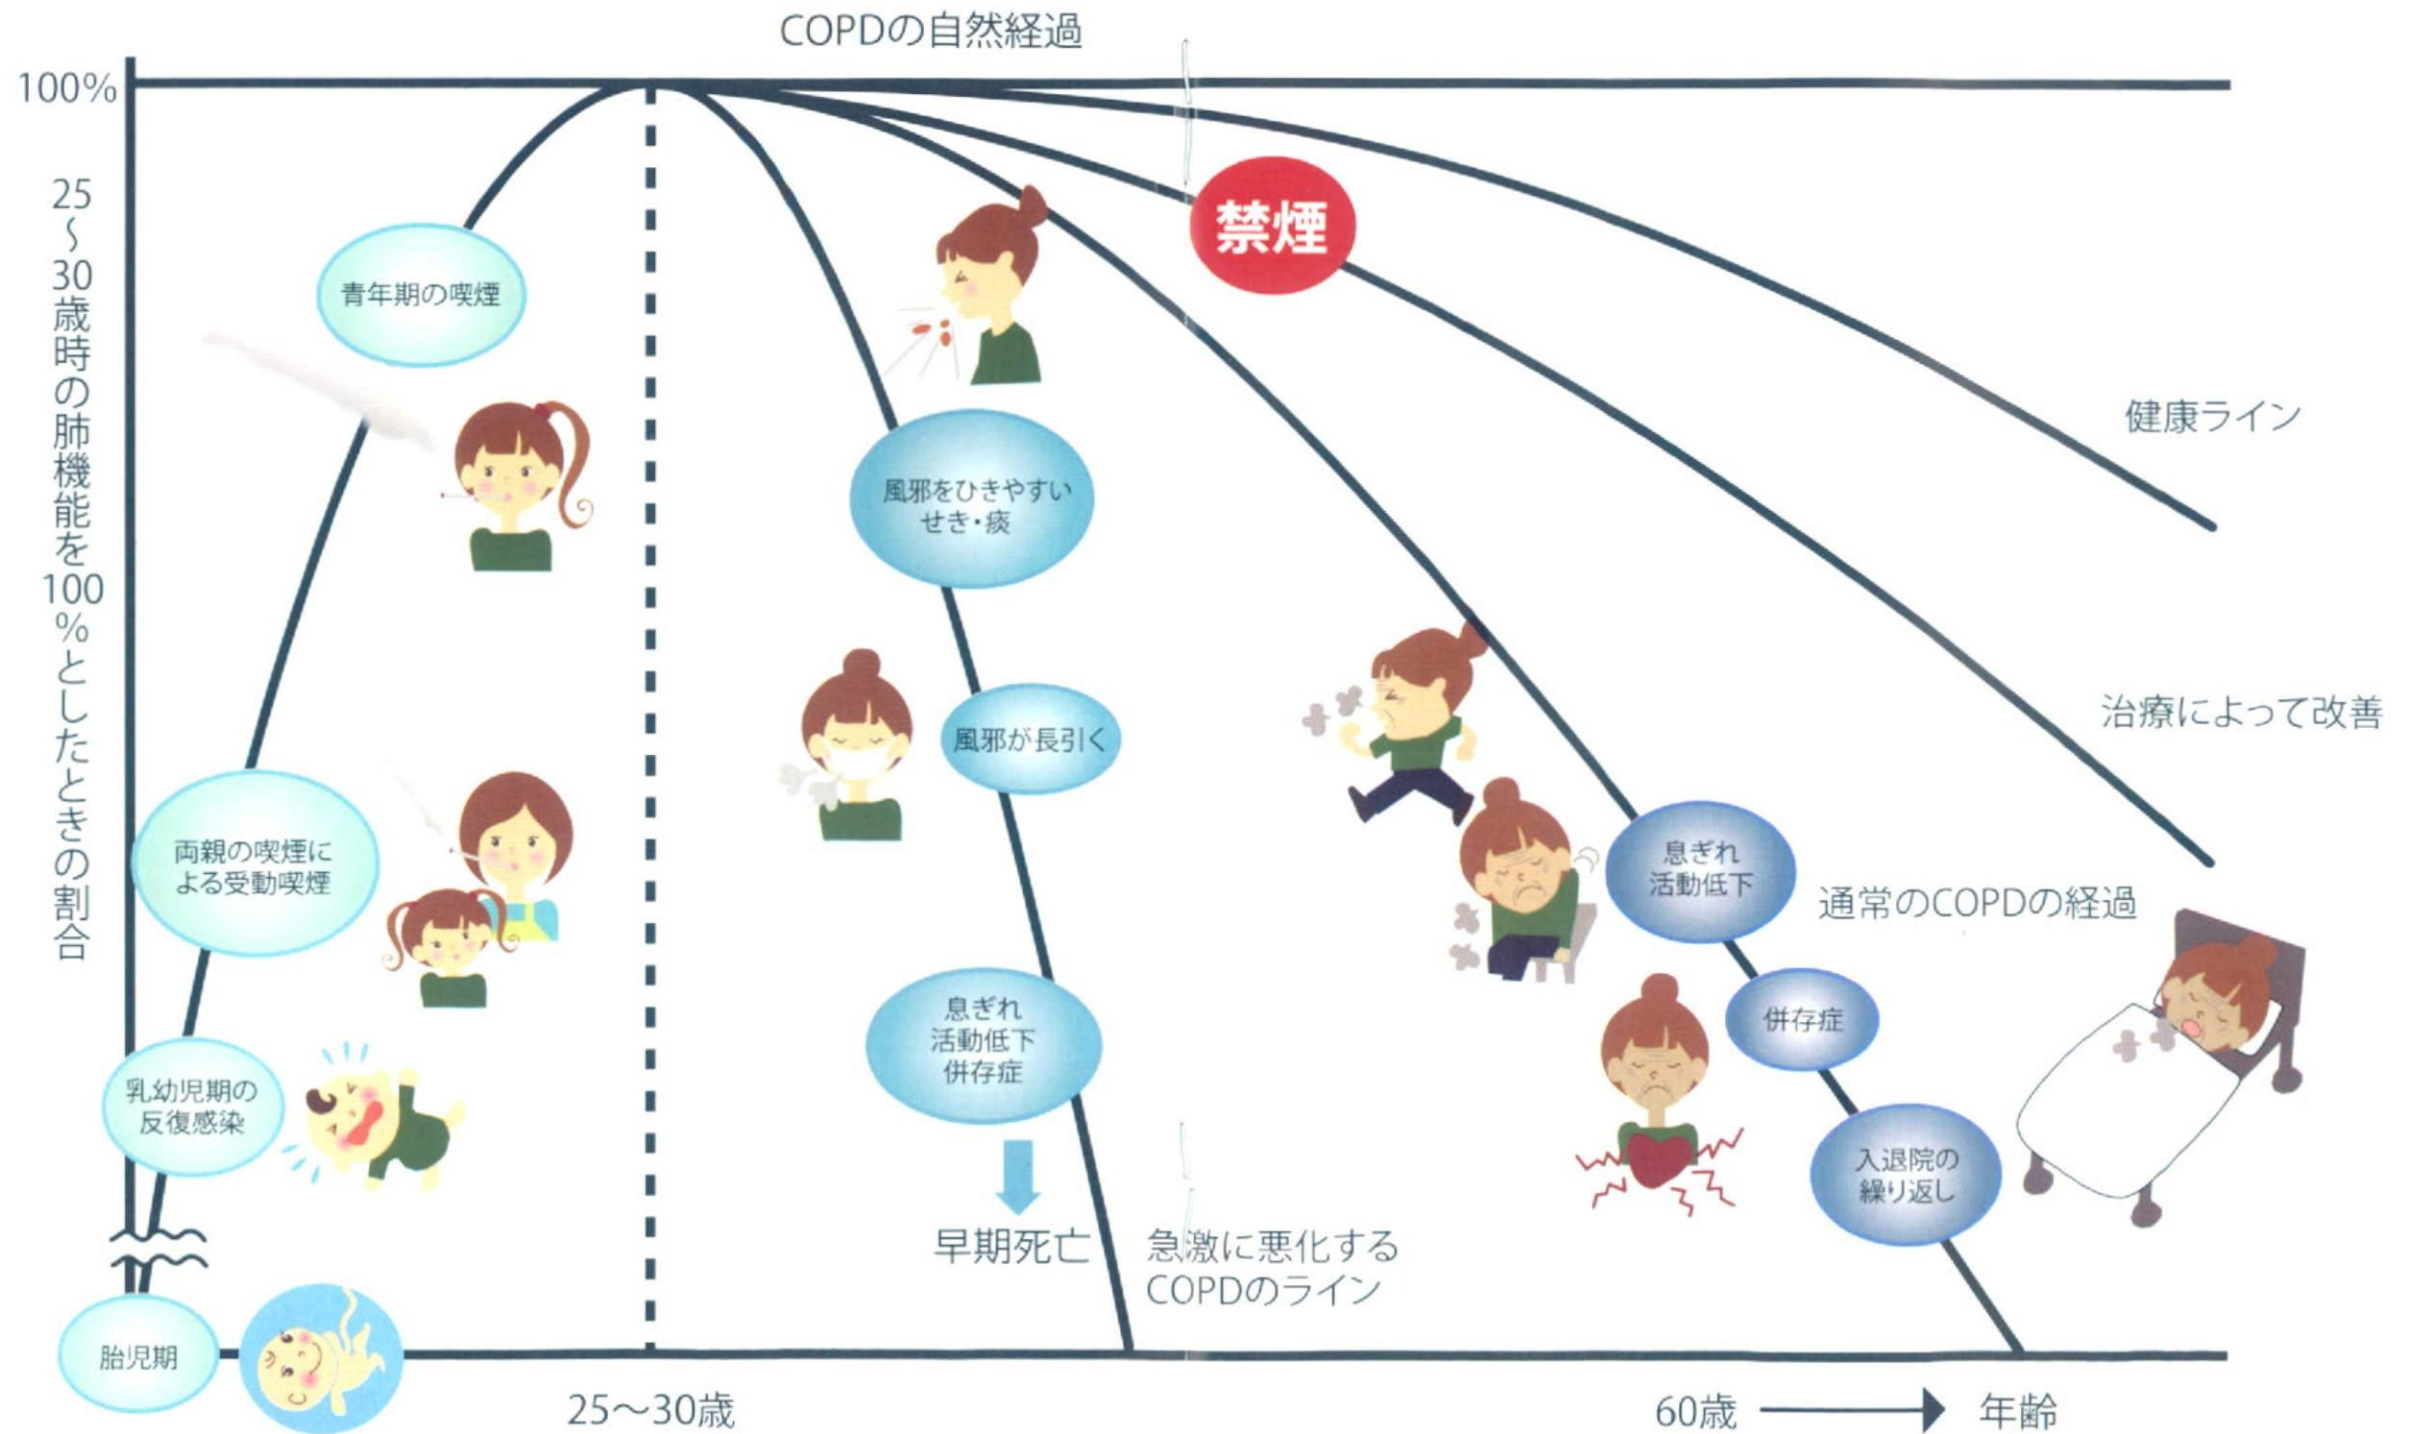 COPDの自然経過
100%
25〜30歳時の肺機能を100%としたときの割合
青年期の喫煙
両親の喫煙に
よる受動喫煙
乳幼児期の
反復感染
胎児期
禁煙
風邪をひきやすい
せき・痰
風邪が長引く
息ぎれ
活動低下
併存症
早期死亡
急激に悪化する
COPDのライン
健康ライン
治療によって改善
息ぎれ
活動低下
通常のCOPDの経過
併存症
入退院の
繰り返し
25〜30歳
60歳
年齢